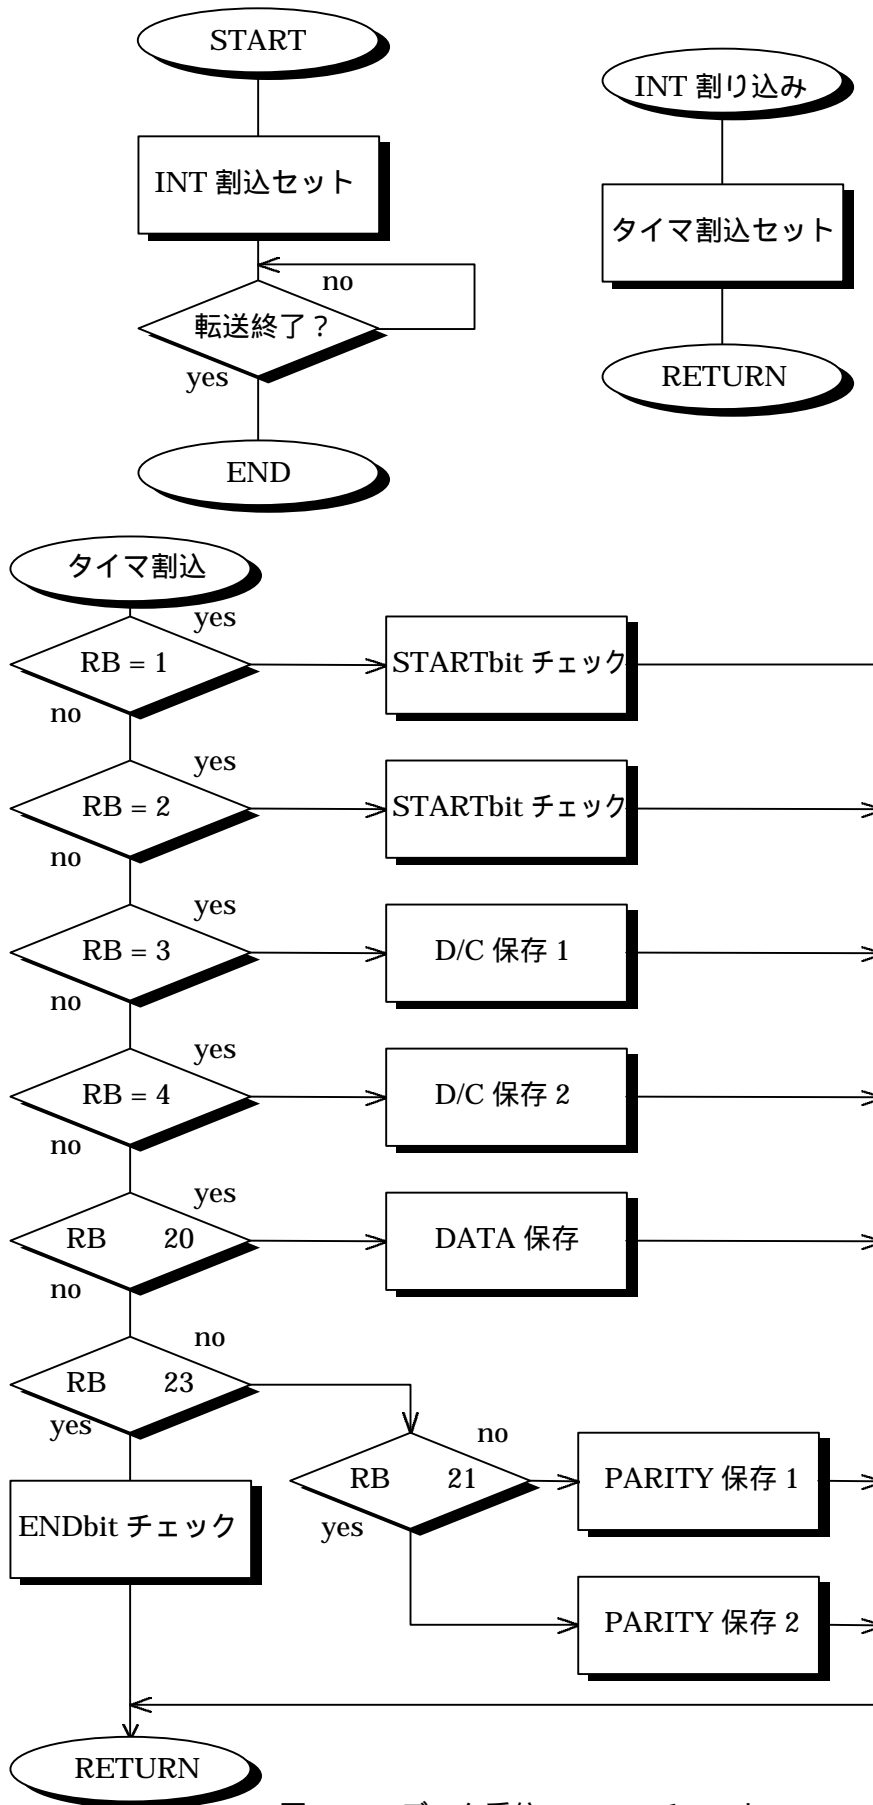 START
INT 割込セット
no
転送終了？
yes
END
INT 割り込み
タイマ割込セット
RETURN
タイマ割込
yes
RB = 1
STARTbit チェック
no
yes
RB = 2
STARTbit チェック
no
yes
RB = 3
D/C 保存 1
no
yes
RB = 4
D/C 保存 2
no
yes
RB 20
DATA 保存
no
no
RB 23
yes
no
RB 21
PARITY 保存 1
ENDbit チェック
yes
PARITY 保存 2
RETURN